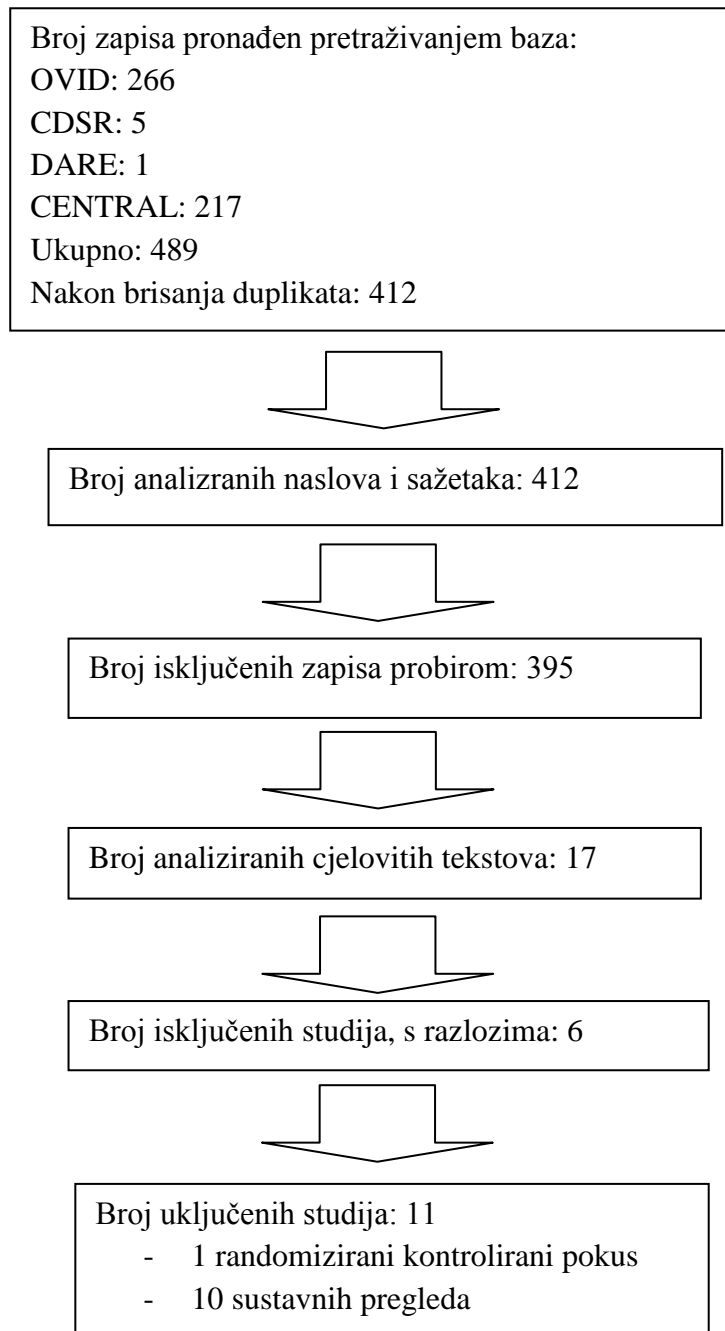 Broj zapisa pronađen pretraživanjem baza:
OVID: 266
CDSR: 5
DARE: 1
CENTRAL: 217
Ukupno: 489
Nakon brisanja duplikata: 412
Broj analizranih naslova i sažetaka: 412
Broj isključenih zapisa probirom: 395
Broj analiziranih cjelovitih tekstova: 17
Broj isključenih studija, s razlozima: 6
Broj uključenih studija: 11
- 1 randomizirani kontrolirani pokus
- 10 sustavnih pregleda